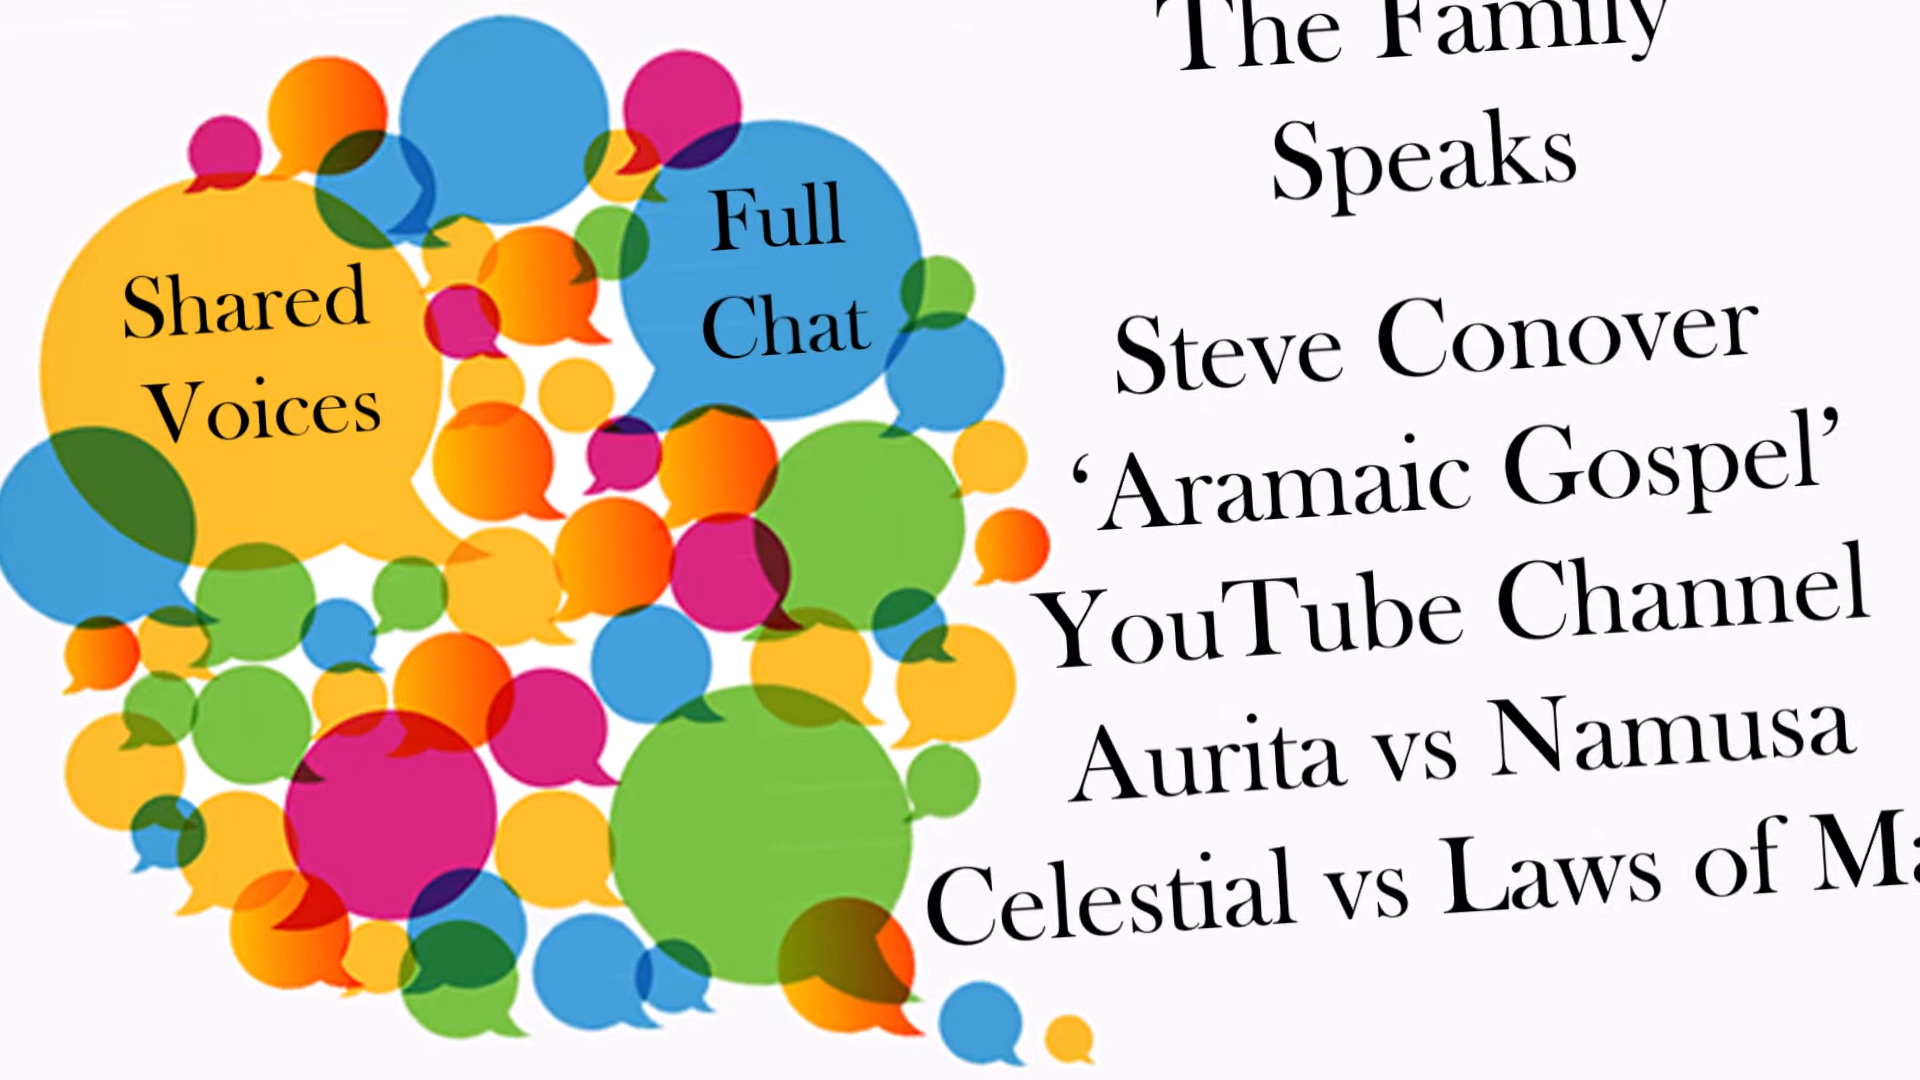 Shared
Voices
Full
Chat
The Family
Speaks
Steve Conover
‘Aramaic Gospel’
YouTube Channel
Aurita vs Namusa
Celestial vs Laws of